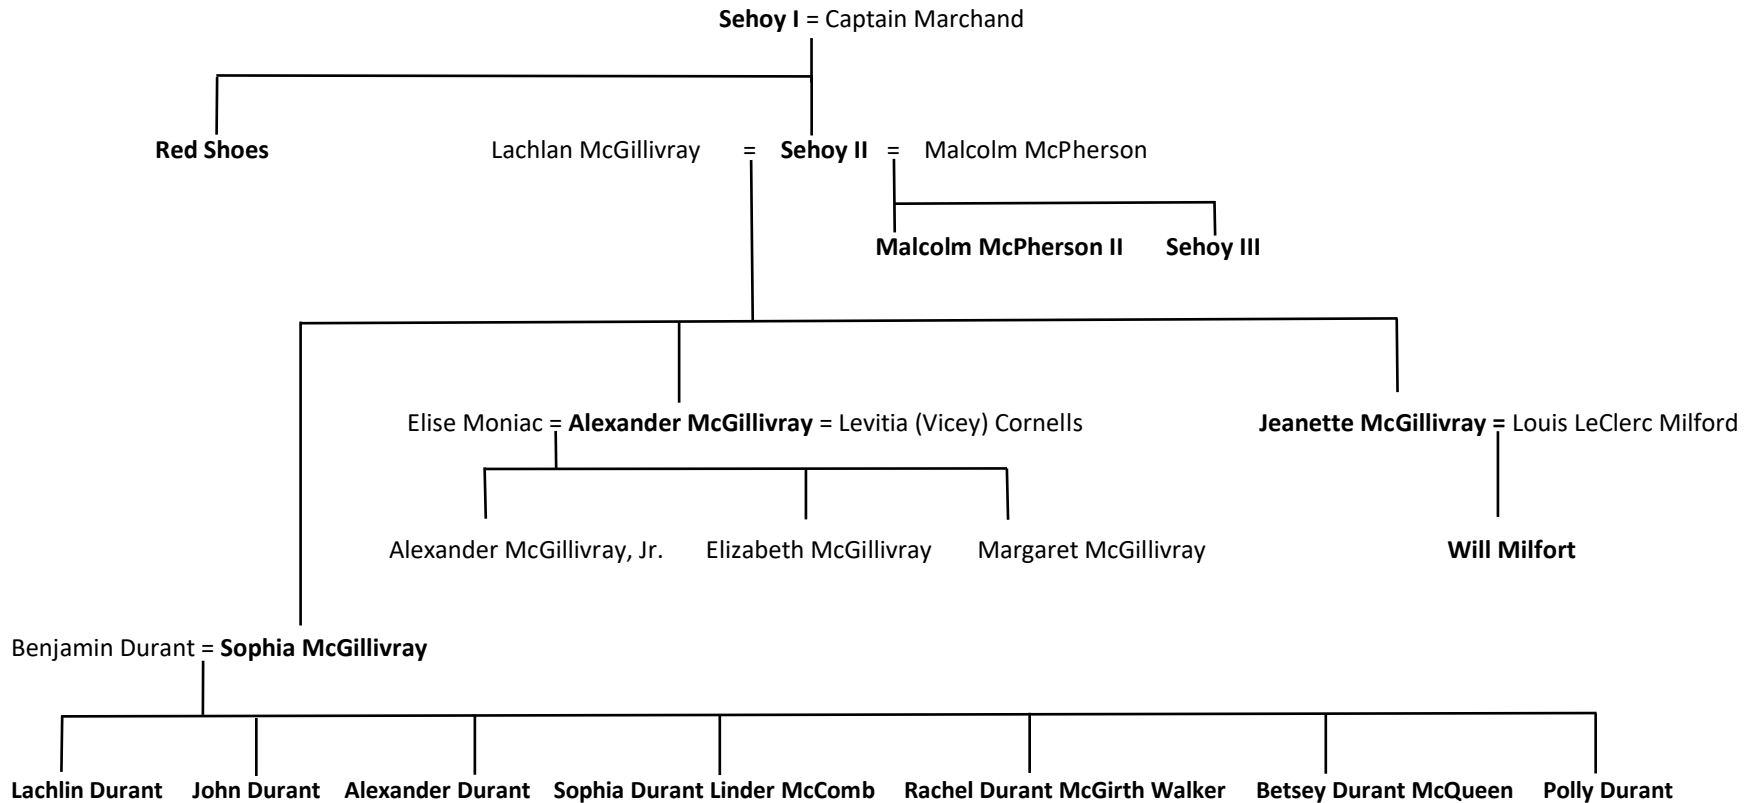 Sehoy I = Captain Marchand
Red Shoes Lachlan McGillivray = Sehoy II = Malcolm McPherson
Malcolm McPherson II Sehoy III
Elise Moniac = Alexander McGillivray = Levitia (Vicey) Cornells Jeanette McGillivray = Louis LeClerc Milford
Alexander McGillivray, Jr. Elizabeth McGillivray Margaret McGillivray Will Milfort
Benjamin Durant = Sophia McGillivray
Lachlin Durant John Durant Alexander Durant Sophia Durant Linder McComb Rachel Durant McGirth Walker Betsey Durant McQueen Polly Durant